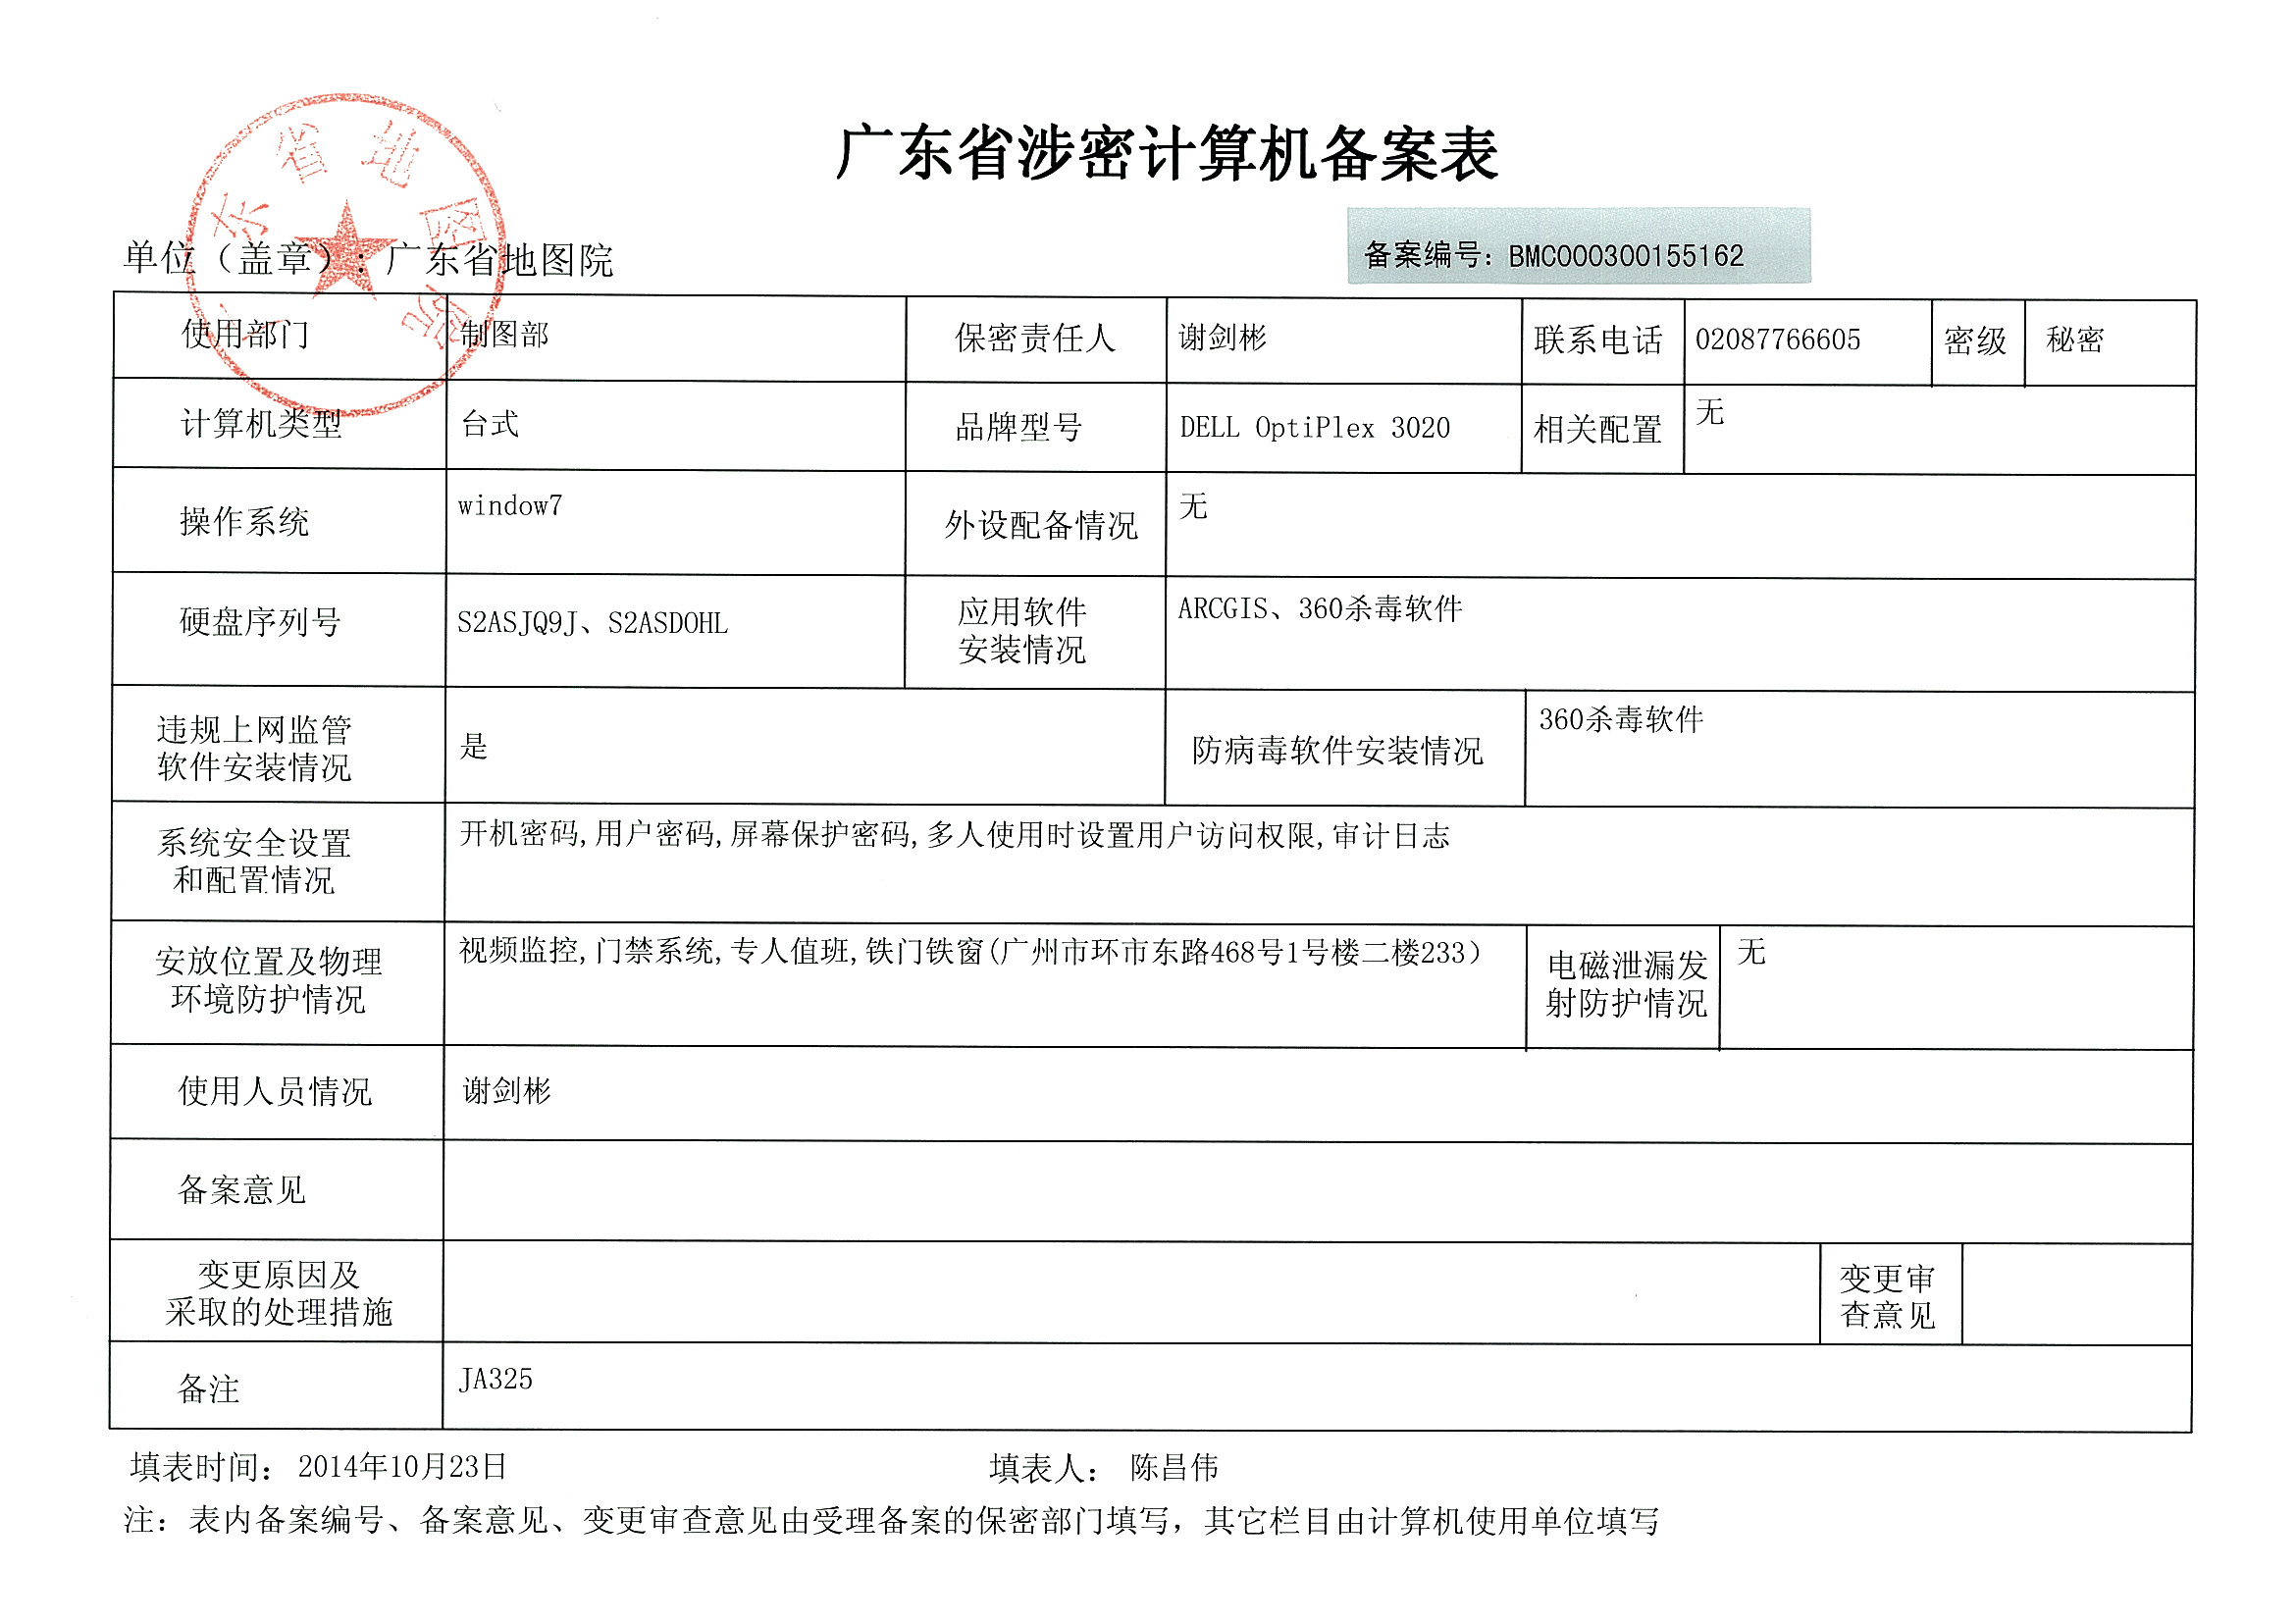 广东省涉密计算机备案表
广东省地图院
单位（盖章）：广东省地图院
备案编号：BMC000300155162
使用部门 制图部 保密责任人 谢剑彬 联系电话 02087766605 密级 秘密
计算机类型 台式 品牌型号 DELL OptiPlex 3020 相关配置 无
操作系统 window7 外设配备情况 无
硬盘序列号 S2ASJQ9J、S2ASDOHL 应用软件
安装情况 ARCGIS、360杀毒软件
违规上网监管
软件安装情况 是 防病毒软件安装情况 360杀毒软件
系统安全设置
和配置情况 开机密码,用户密码,屏幕保护密码,多人使用时设置用户访问权限,审计日志
安放位置及物理
环境防护情况 视频监控,门禁系统,专人值班,铁门铁窗(广州市环市东路468号1号楼二楼233） 电磁泄漏发
射防护情况 无
使用人员情况 谢剑彬
备案意见
变更原因及
采取的处理措施 变更审
查意见
备注 JA325
填表时间： 2014年10月23日 填表人： 陈昌伟
注：表内备案编号、备案意见、变更审查意见由受理备案的保密部门填写，其它栏目由计算机使用单位填写